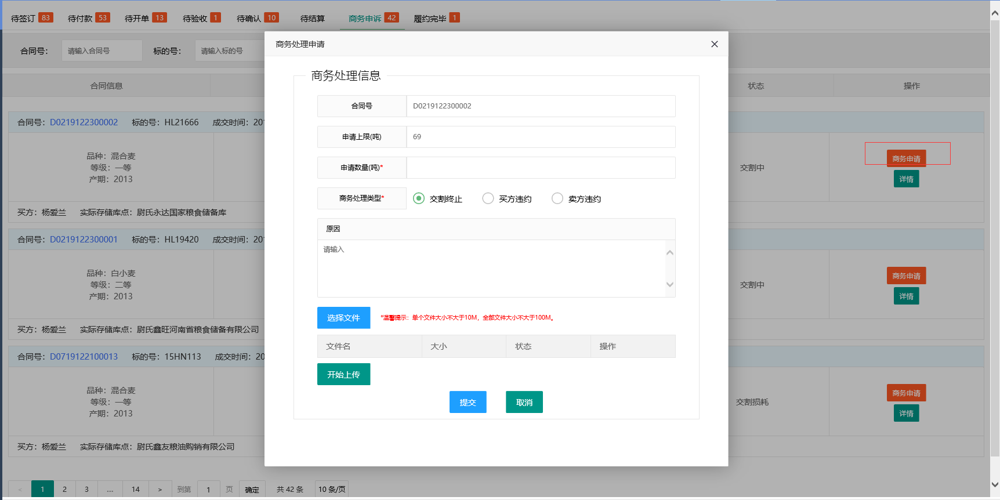 待签订 83 待付款 53 待开单 13 待验收 1 待确认 10 待结算 商务申诉 42 履约完毕 1
合同号： 请输入合同号 标的号： 请输入标的号
合同信息 状态 操作
合同号：D0219122300002 标的号：HL21666 成交时间：201
品种：混合麦
等级：一等
产期：2013
交割中
商务申请
详情
买方：杨爱兰 实际存储库点：尉氏永达国家粮食储备库
合同号：D0219122300001 标的号：HL19420 成交时间：201
品种：白小麦
等级：二等
产期：2013
交割中
商务申请
详情
买方：杨爱兰 实际存储库点：尉氏鑫旺河南省粮食储备有限公司
合同号：D0719122100013 标的号：15HN113 成交时间：20
品种：混合麦
等级：一等
产期：2013
交割损耗
商务申请
详情
买方：杨爱兰 实际存储库点：尉氏鑫友粮油购销有限公司
< 1 2 3 ... 14 > 到第 1 页 确定 共 42 条 10 条/页
商务处理申请
商务处理信息
合同号 D0219122300002
申请上限(吨) 69
申请数量(吨)*
商务处理类型* 交割终止 买方违约 卖方违约
原因
请输入
选择文件 *温馨提示：单个文件大小不大于10M，全部文件大小不大于100M。
文件名 大小 状态 操作
开始上传
提交 取消